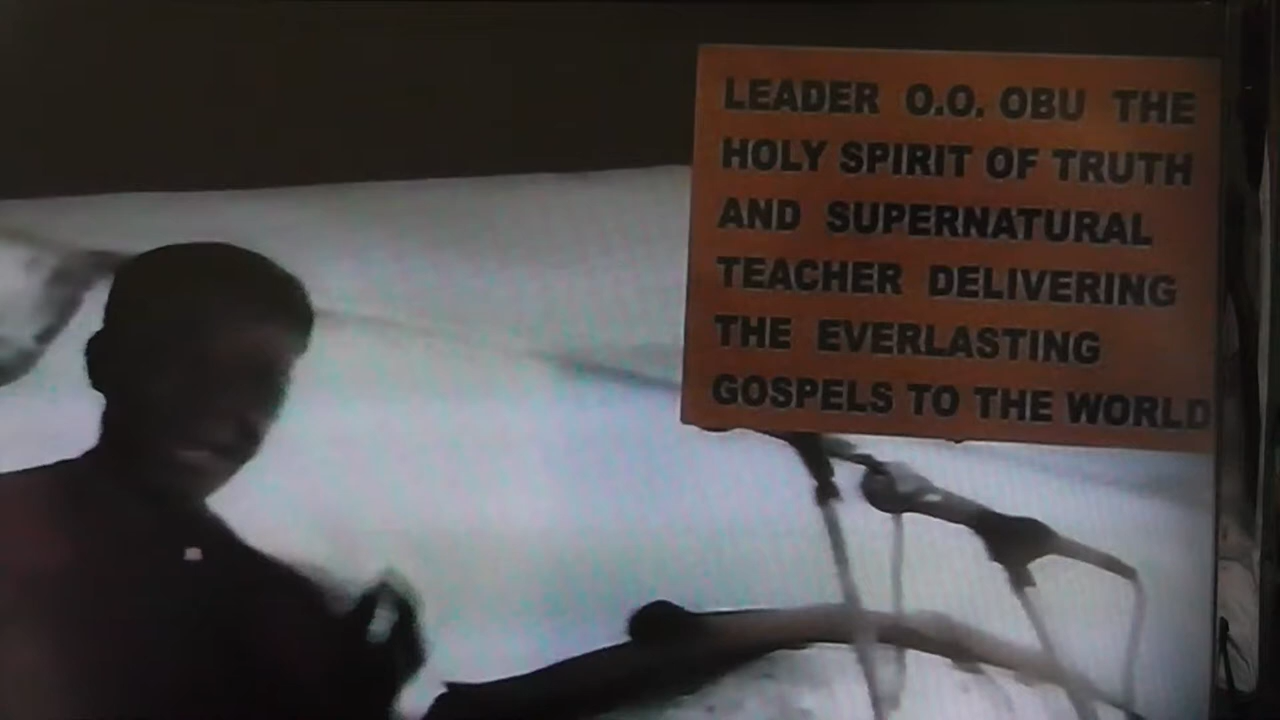 LEADER O.O. OBU THE
HOLY SPIRIT OF TRUTH
AND SUPERNATURAL
TEACHER DELIVERING
THE EVERLASTING
GOSPELS TO THE WORLD